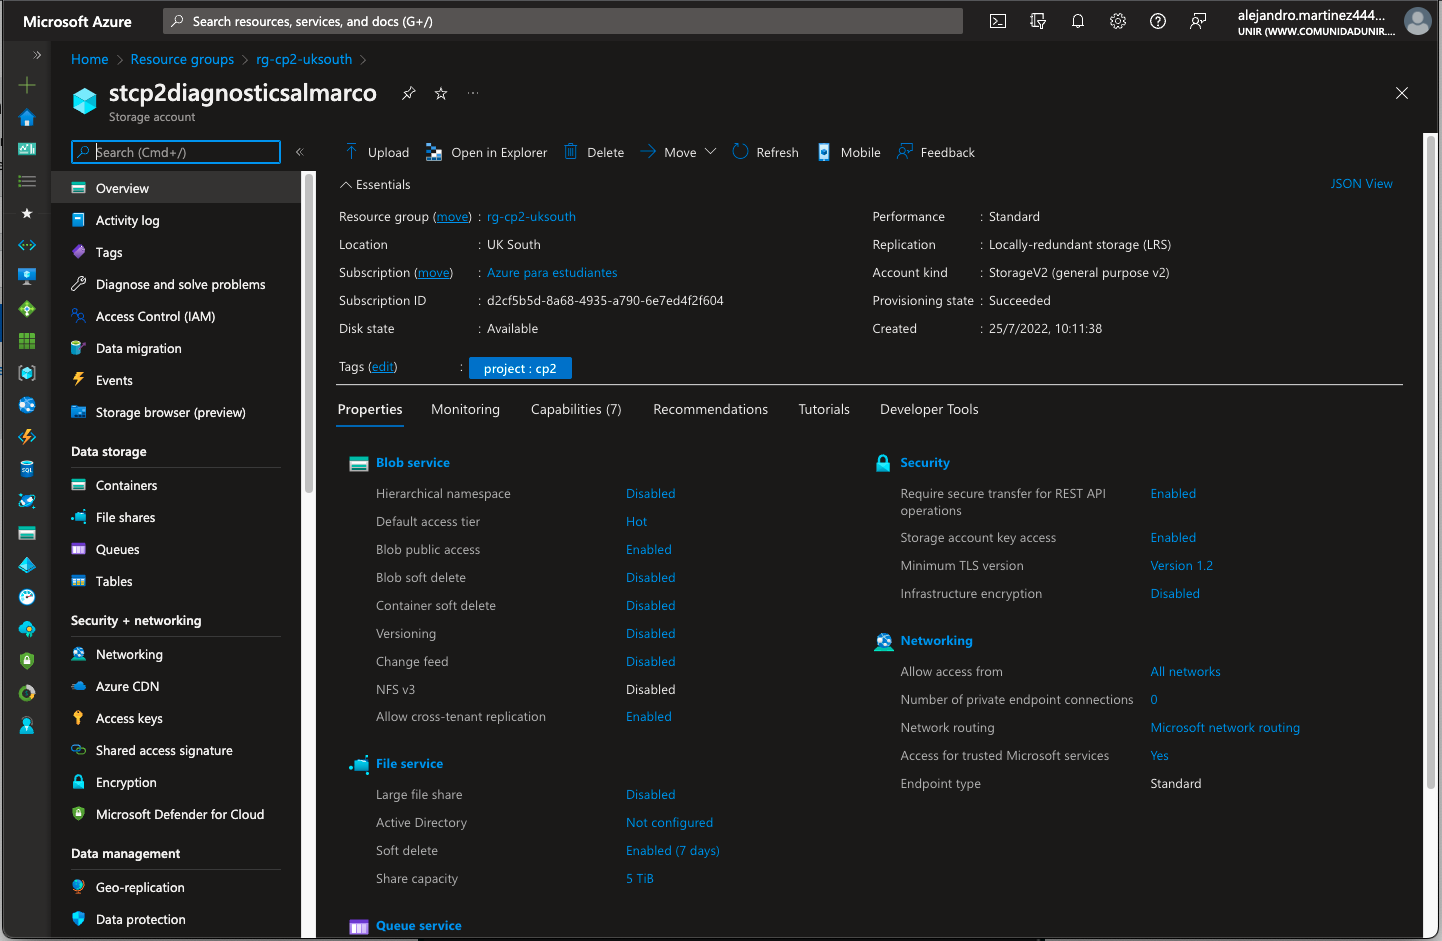 Microsoft Azure
Search resources, services, and docs (G+/)
alejandro.martinez444...
UNIR (WWW.COMUNIDADUNIR....
Home > Resource groups > rg-cp2-uksouth >
stcp2diagnosticsalmarco
Storage account
Search (Cmd+/)
Overview
Activity log
Tags
Diagnose and solve problems
Access Control (IAM)
Data migration
Events
Storage browser (preview)
Data storage
Containers
File shares
Queues
Tables
Security + networking
Networking
Azure CDN
Access keys
Shared access signature
Encryption
Microsoft Defender for Cloud
Data management
Geo-replication
Data protection
Upload
Open in Explorer
Delete
Move
Refresh
Mobile
Feedback
Essentials
JSON View
Resource group (move) : rg-cp2-uksouth
Location : UK South
Subscription (move) : Azure para estudiantes
Subscription ID : d2cf5b5d-8a68-4935-a790-6e7ed4f2f604
Disk state : Available
Performance : Standard
Replication : Locally-redundant storage (LRS)
Account kind : StorageV2 (general purpose v2)
Provisioning state : Succeeded
Created : 25/7/2022, 10:11:38
Tags (edit) : project : cp2
Properties
Monitoring
Capabilities (7)
Recommendations
Tutorials
Developer Tools
Blob service
Hierarchical namespace Disabled
Default access tier Hot
Blob public access Enabled
Blob soft delete Disabled
Container soft delete Disabled
Versioning Disabled
Change feed Disabled
NFS v3 Disabled
Allow cross-tenant replication Enabled
File service
Large file share Disabled
Active Directory Not configured
Soft delete Enabled (7 days)
Share capacity 5 TiB
Queue service
Security
Require secure transfer for REST API Enabled
operations
Storage account key access Enabled
Minimum TLS version Version 1.2
Infrastructure encryption Disabled
Networking
Allow access from All networks
Number of private endpoint connections 0
Network routing Microsoft network routing
Access for trusted Microsoft services Yes
Endpoint type Standard